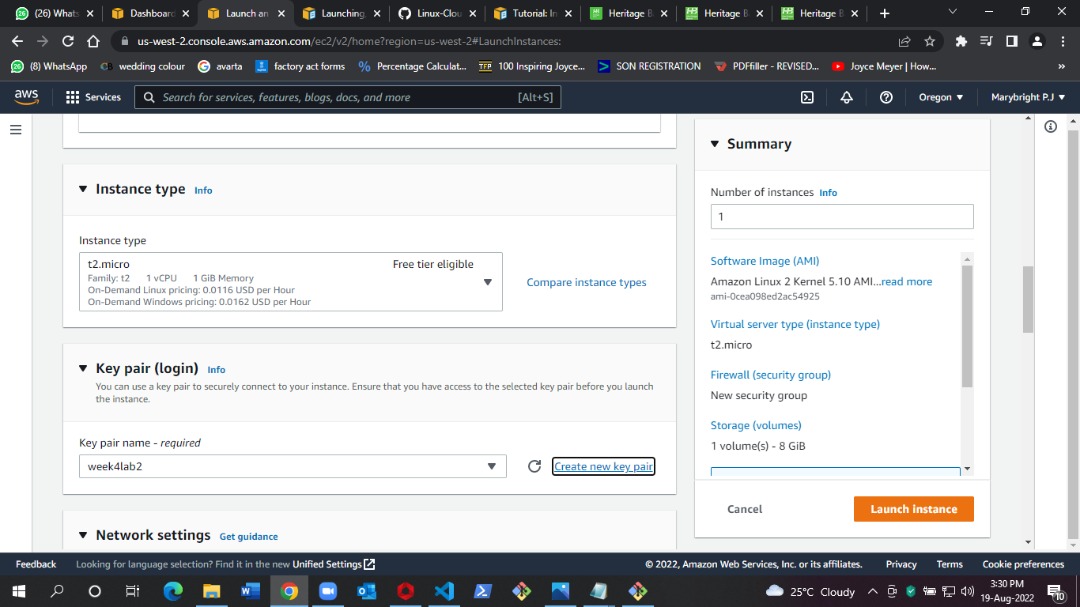 (26) Whats
Dashboard
Launch an
Launching
Linux-Clou
Tutorial: In
Heritage B
Heritage B
Heritage B
us-west-2.console.aws.amazon.com/ec2/v2/home?region=us-west-2#LaunchInstances:
(8) WhatsApp
wedding colour
avarta
factory act forms
Percentage Calculat...
100 Inspiring Joyce...
SON REGISTRATION
PDFfiller - REVISED...
Joyce Meyer | How...
aws
Services
Search for services, features, blogs, docs, and more
[Alt+S]
Oregon
Marybright P.J
Instance type Info
Instance type
t2.micro
Free tier eligible
Family: t2 1 vCPU 1 GiB Memory
On-Demand Linux pricing: 0.0116 USD per Hour
On-Demand Windows pricing: 0.0162 USD per Hour
Compare instance types
Key pair (login) Info
You can use a key pair to securely connect to your instance. Ensure that you have access to the selected key pair before you launch
the instance.
Key pair name - required
week4lab2
Create new key pair
Network settings Get guidance
Summary
Number of instances Info
1
Software Image (AMI)
Amazon Linux 2 Kernel 5.10 AMI...read more
ami-0cea098ed2ac54925
Virtual server type (instance type)
t2.micro
Firewall (security group)
New security group
Storage (volumes)
1 volume(s) - 8 GiB
Cancel
Launch instance
Feedback
Looking for language selection? Find it in the new Unified Settings
© 2022, Amazon Web Services, Inc. or its affiliates.
Privacy
Terms
Cookie preferences
25°C Cloudy
3:30 PM
19-Aug-2022
10